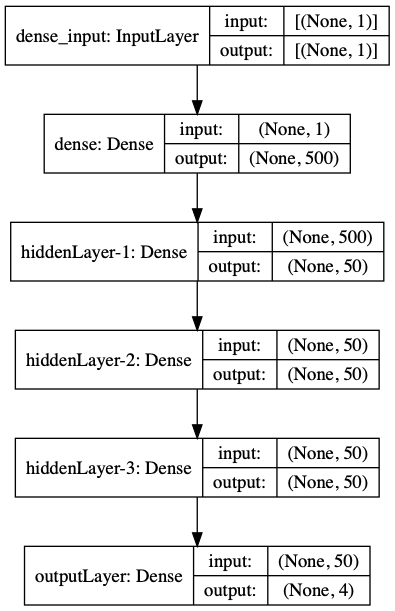 dense_input: InputLayer
input: [(None, 1)]
output: [(None, 1)]
dense: Dense
input: (None, 1)
output: (None, 500)
hiddenLayer-1: Dense
input: (None, 500)
output: (None, 50)
hiddenLayer-2: Dense
input: (None, 50)
output: (None, 50)
hiddenLayer-3: Dense
input: (None, 50)
output: (None, 50)
outputLayer: Dense
input: (None, 50)
output: (None, 4)